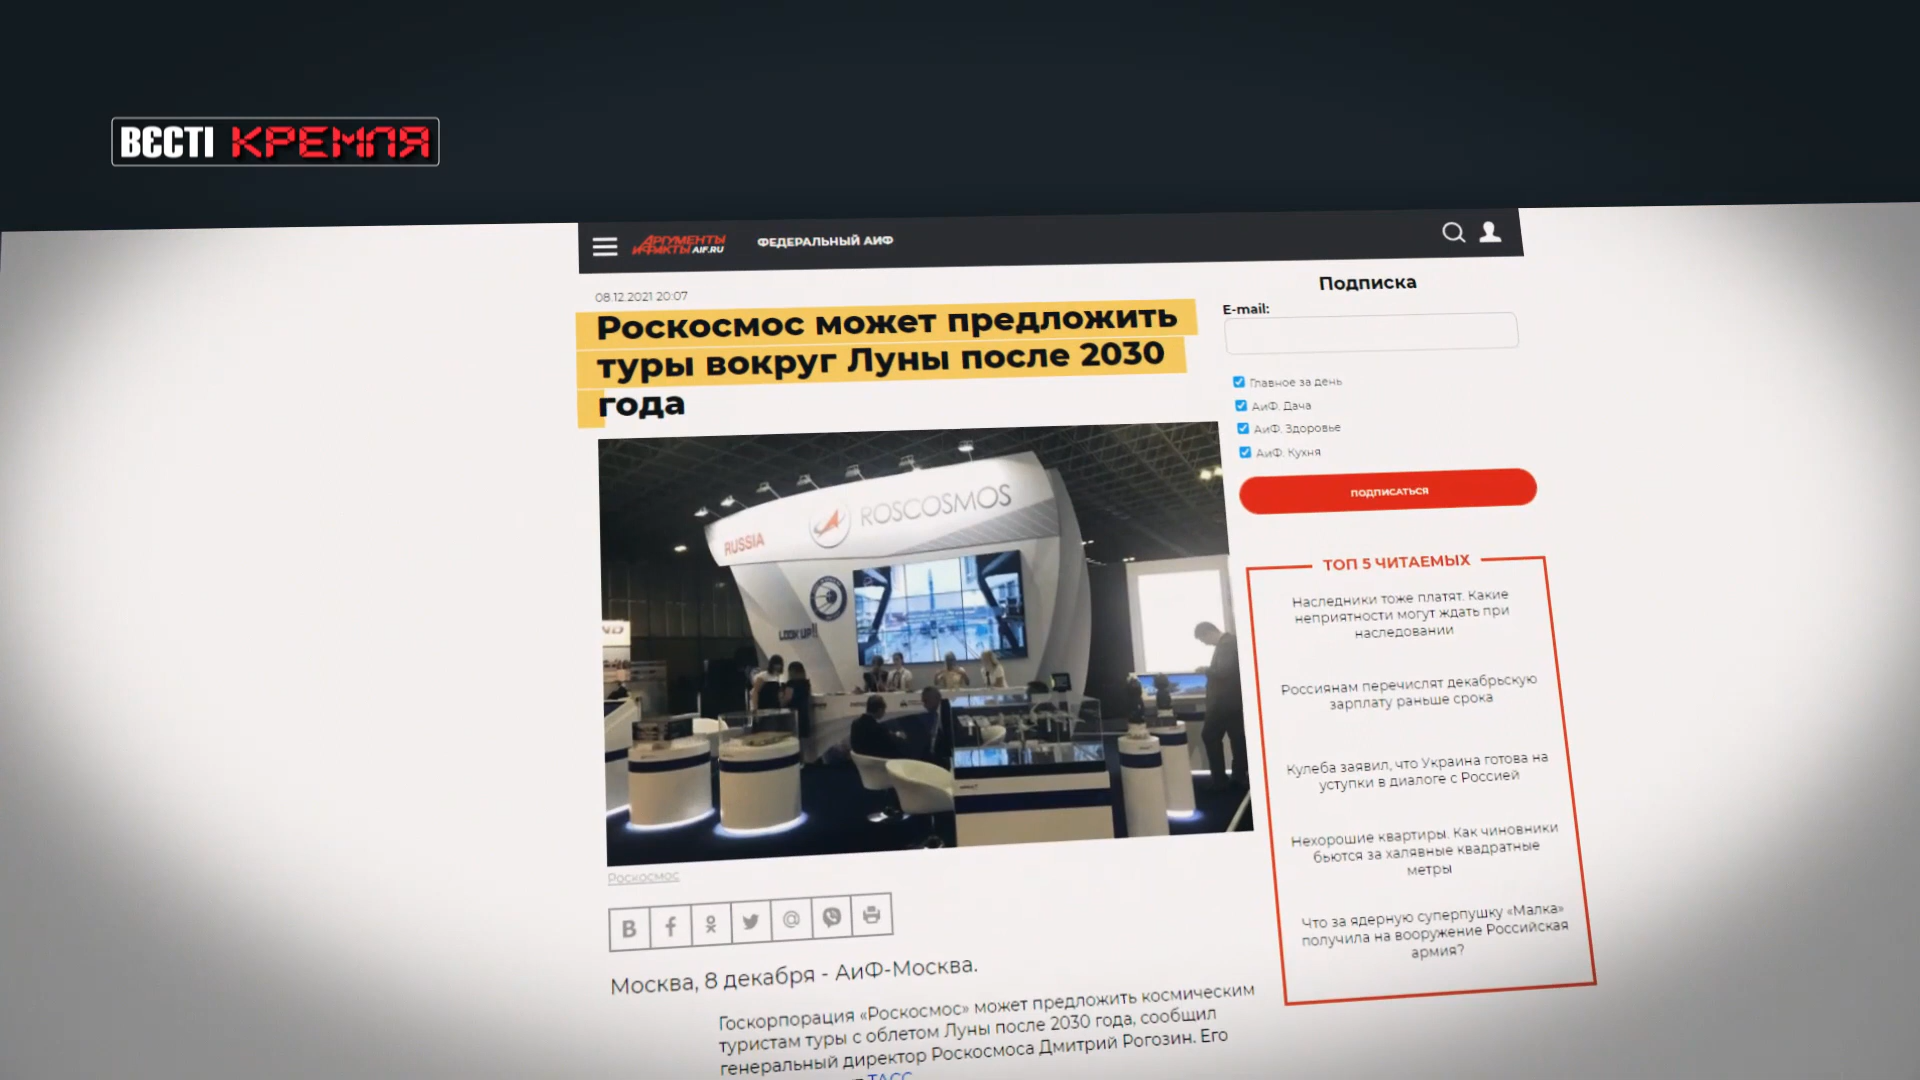 ВЄСТІ КРЕМЛЯ
АРГУМЕНТЫ
И ФАКТЫ AIF.RU
ФЕДЕРАЛЬНЫЙ АИФ
08.12.2021 20:07
Роскосмос может предложить
туры вокруг Луны после 2030
года
RUSSIA
ROSCOSMOS
LOOK UP!!
Роскосмос
Москва, 8 декабря - АиФ-Москва.
Госкорпорация «Роскосмос» может предложить космическим
туристам туры с облетом Луны после 2030 года, сообщил
генеральный директор Роскосмоса Дмитрий Рогозин. Его
ТАСС
Подписка
E-mail:
Главное за день
АиФ. Дача
АиФ. Здоровье
АиФ. Кухня
ПОДПИСАТЬСЯ
ТОП 5 ЧИТАЕМЫХ
Наследники тоже платят. Какие
неприятности могут ждать при
наследовании
Россиянам перечислят декабрьскую
зарплату раньше срока
Кулеба заявил, что Украина готова на
уступки в диалоге с Россией
Нехорошие квартиры. Как чиновники
бьются за халявные квадратные
метры
Что за ядерную суперпушку «Малка»
получила на вооружение Российская
армия?